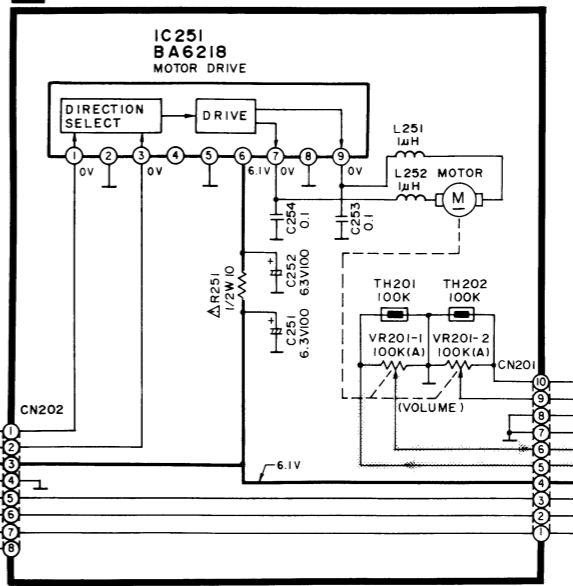 IC251
BA6218
MOTOR DRIVE
DIRECTION
SELECT
DRIVE
1 2 3 4 5 6 7 8 9
0V 0V 6.1V 0V 0V
L251
1μH
L252
1μH
MOTOR
M
C254
0.1
C253
0.1
⚠R251
1/2W 10
+
C252
6.3V100
+
C251
6.3V100
TH201
100K
TH202
100K
VR201-1
100K(A)
VR201-2
100K(A)
(VOLUME)
CN201
10
9
8
7
6
5
4
3
2
1
6.1V
CN202
1
2
3
4
5
6
7
8